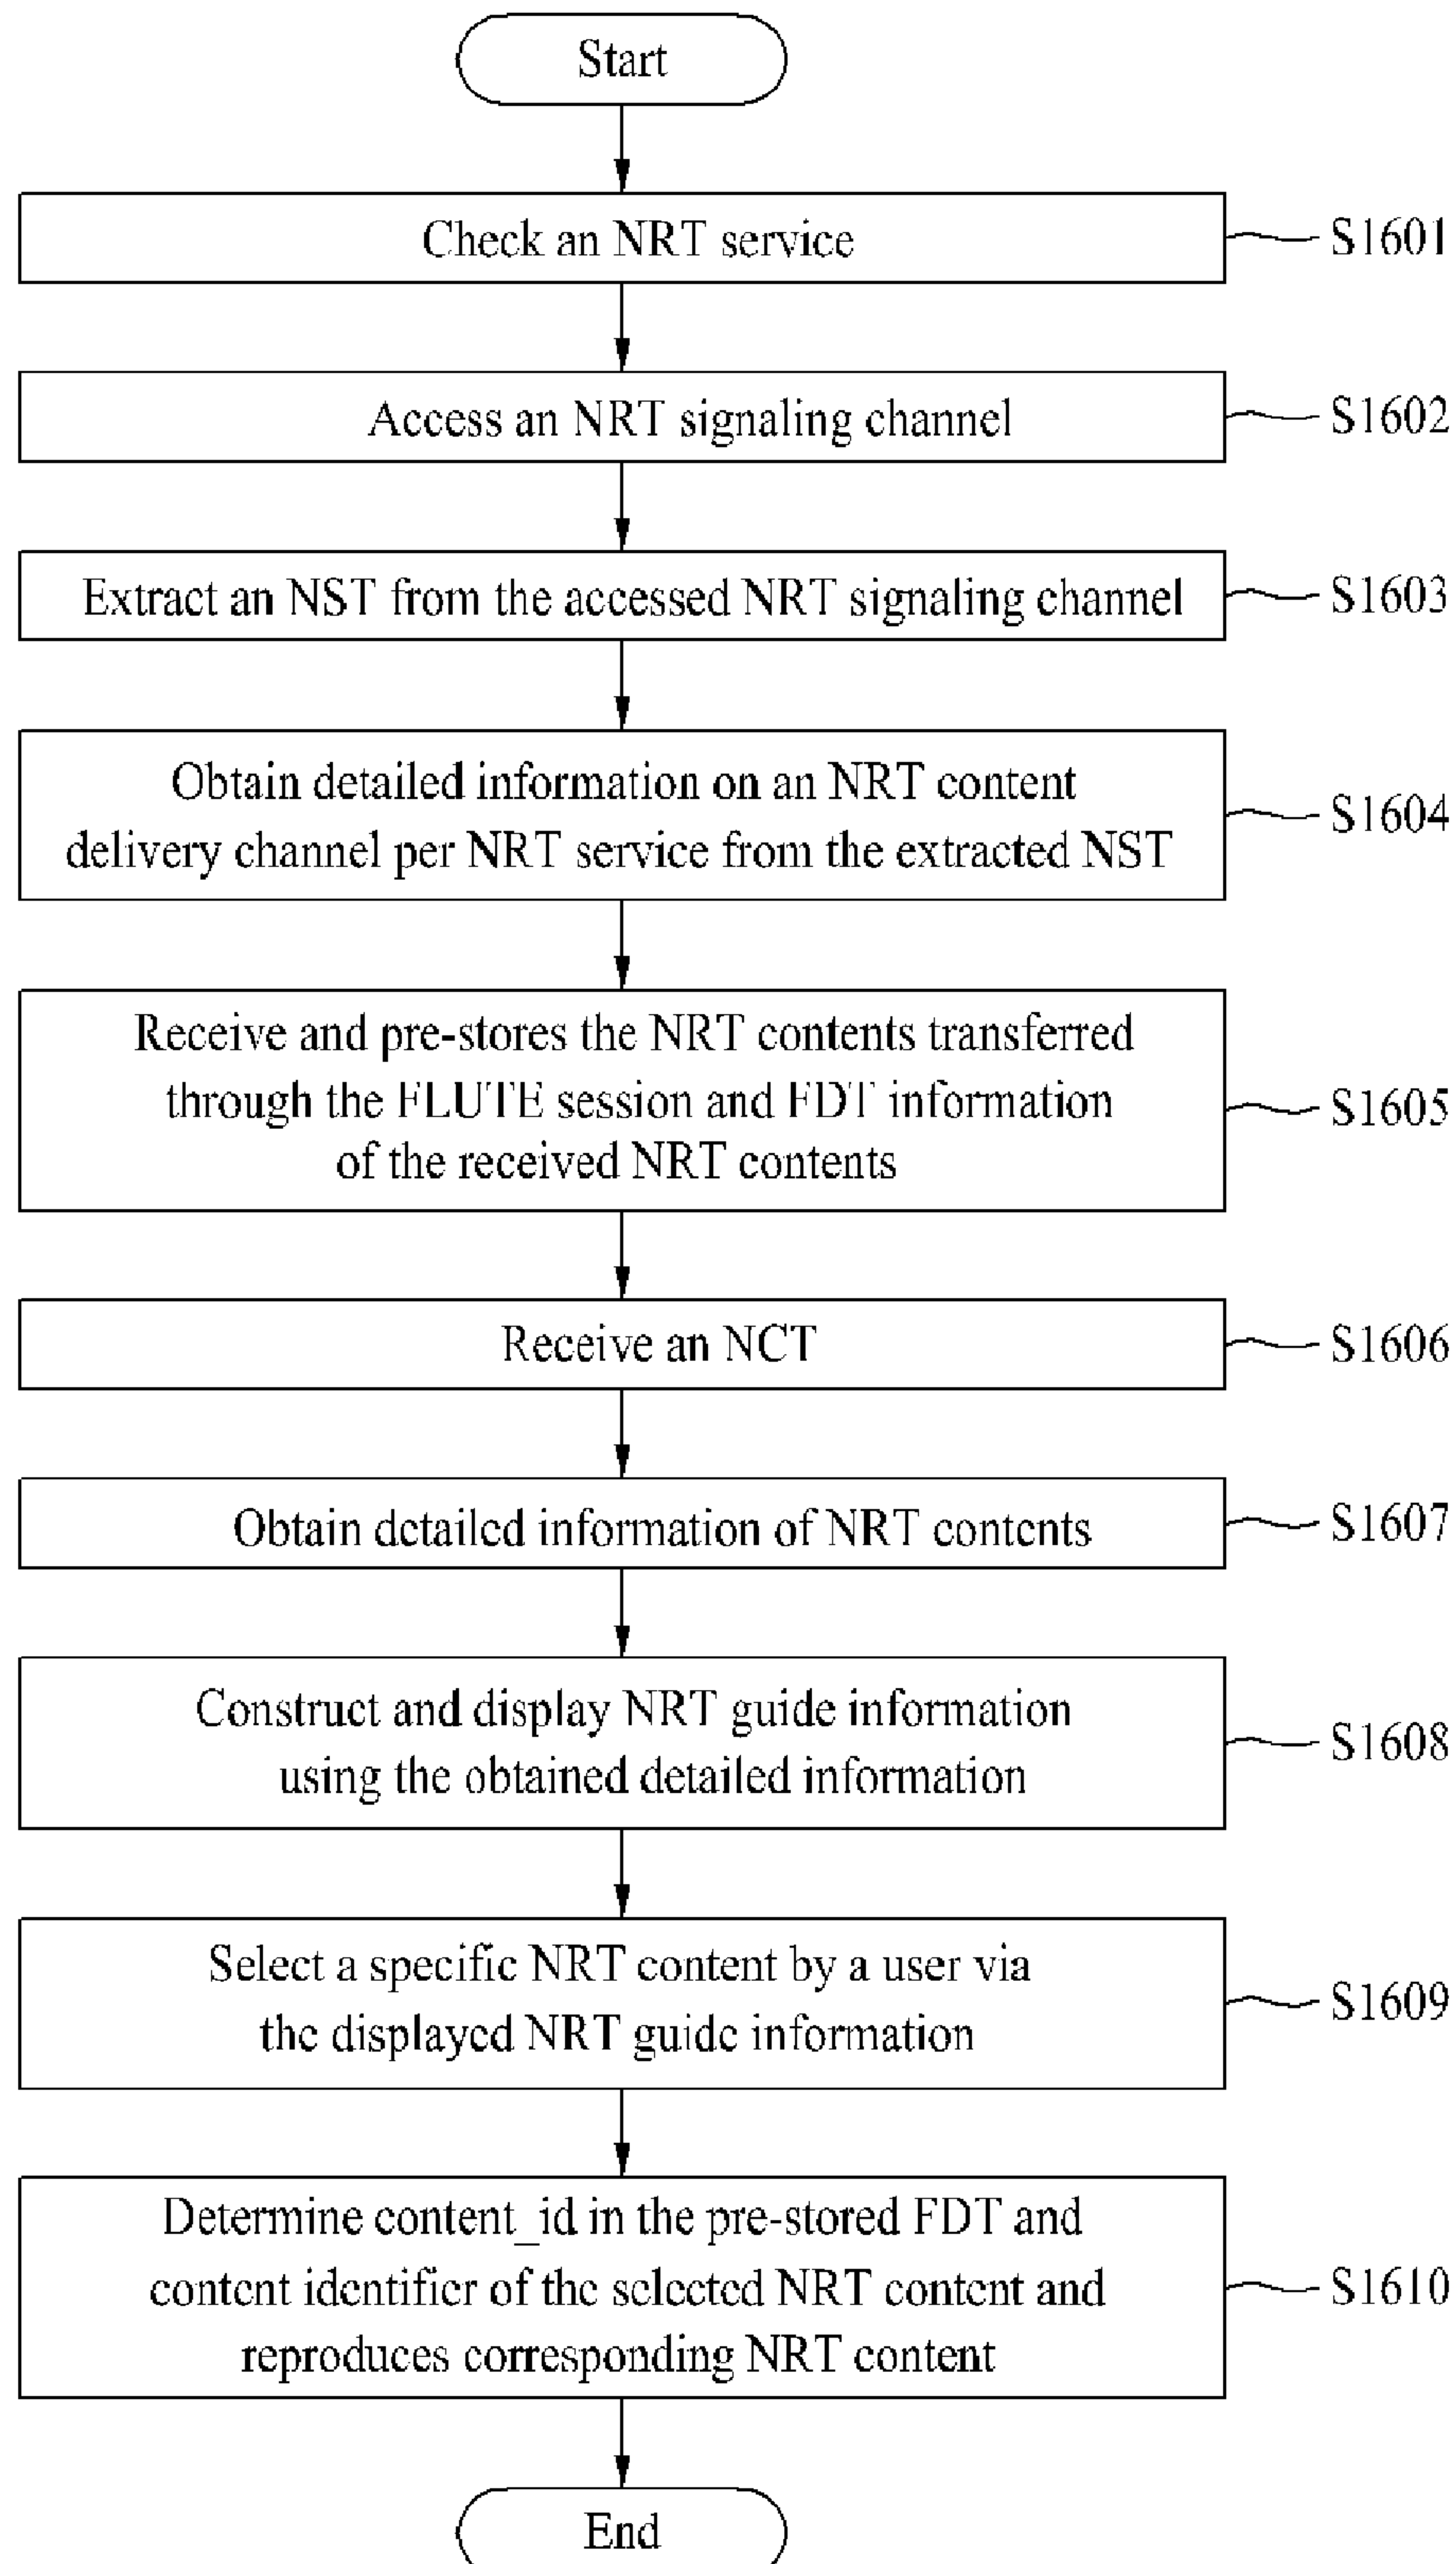 Start
Check an NRT service
S1601
Access an NRT signaling channel
S1602
Extract an NST from the accessed NRT signaling channel
S1603
Obtain detailed information on an NRT content
delivery channel per NRT service from the extracted NST
S1604
Receive and pre-stores the NRT contents transferred
through the FLUTE session and FDT information
of the received NRT contents
S1605
Receive an NCT
S1606
Obtain detailed information of NRT contents
S1607
Construct and display NRT guide information
using the obtained detailed information
S1608
Select a specific NRT content by a user via
the displayed NRT guide information
S1609
Determine content_id in the pre-stored FDT and
content identifier of the selected NRT content and
reproduces corresponding NRT content
S1610
End